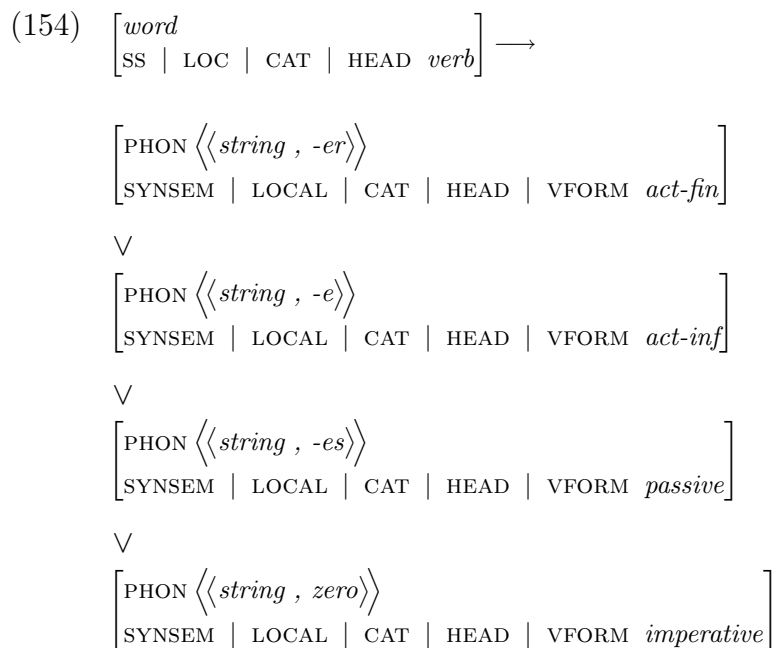 (154) [word
SS | LOC | CAT | HEAD verb] ⟶
[PHON ⟨⟨string , -er⟩⟩
SYNSEM | LOCAL | CAT | HEAD | VFORM act-fin]
∨
[PHON ⟨⟨string , -e⟩⟩
SYNSEM | LOCAL | CAT | HEAD | VFORM act-inf]
∨
[PHON ⟨⟨string , -es⟩⟩
SYNSEM | LOCAL | CAT | HEAD | VFORM passive]
∨
[PHON ⟨⟨string , zero⟩⟩
SYNSEM | LOCAL | CAT | HEAD | VFORM imperative]